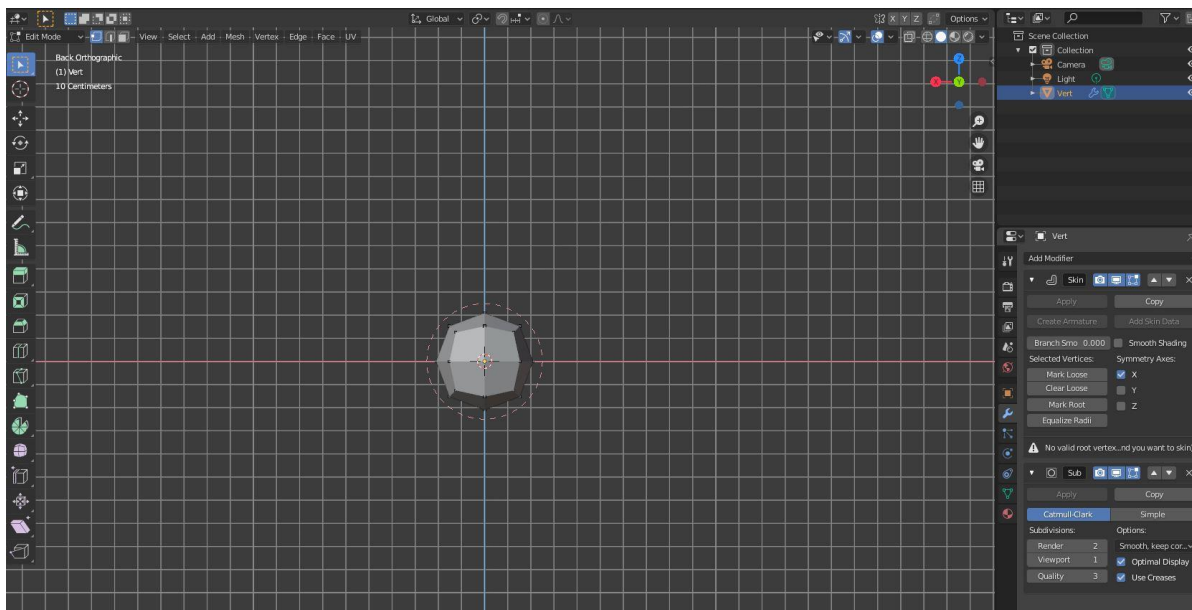 Global
X Y Z
Options
Edit Mode
View Select Add Mesh Vertex Edge Face UV
Back Orthographic
(1) Vert
10 Centimeters
Z
X
Y
Scene Collection
Collection
Camera
Light
Vert
Vert
Add Modifier
Skin
Apply Copy
Create Armature Add Skin Data
Branch Smo 0.000 Smooth Shading
Selected Vertices: Symmetry Axes:
Mark Loose X
Clear Loose Y
Mark Root Z
Equalize Radii
No valid root vertex...nd you want to skin
Sub
Apply Copy
Catmull-Clark Simple
Subdivisions: Options:
Render 2 Smooth, keep cor...
Viewport 1 Optimal Display
Quality 3 Use Creases